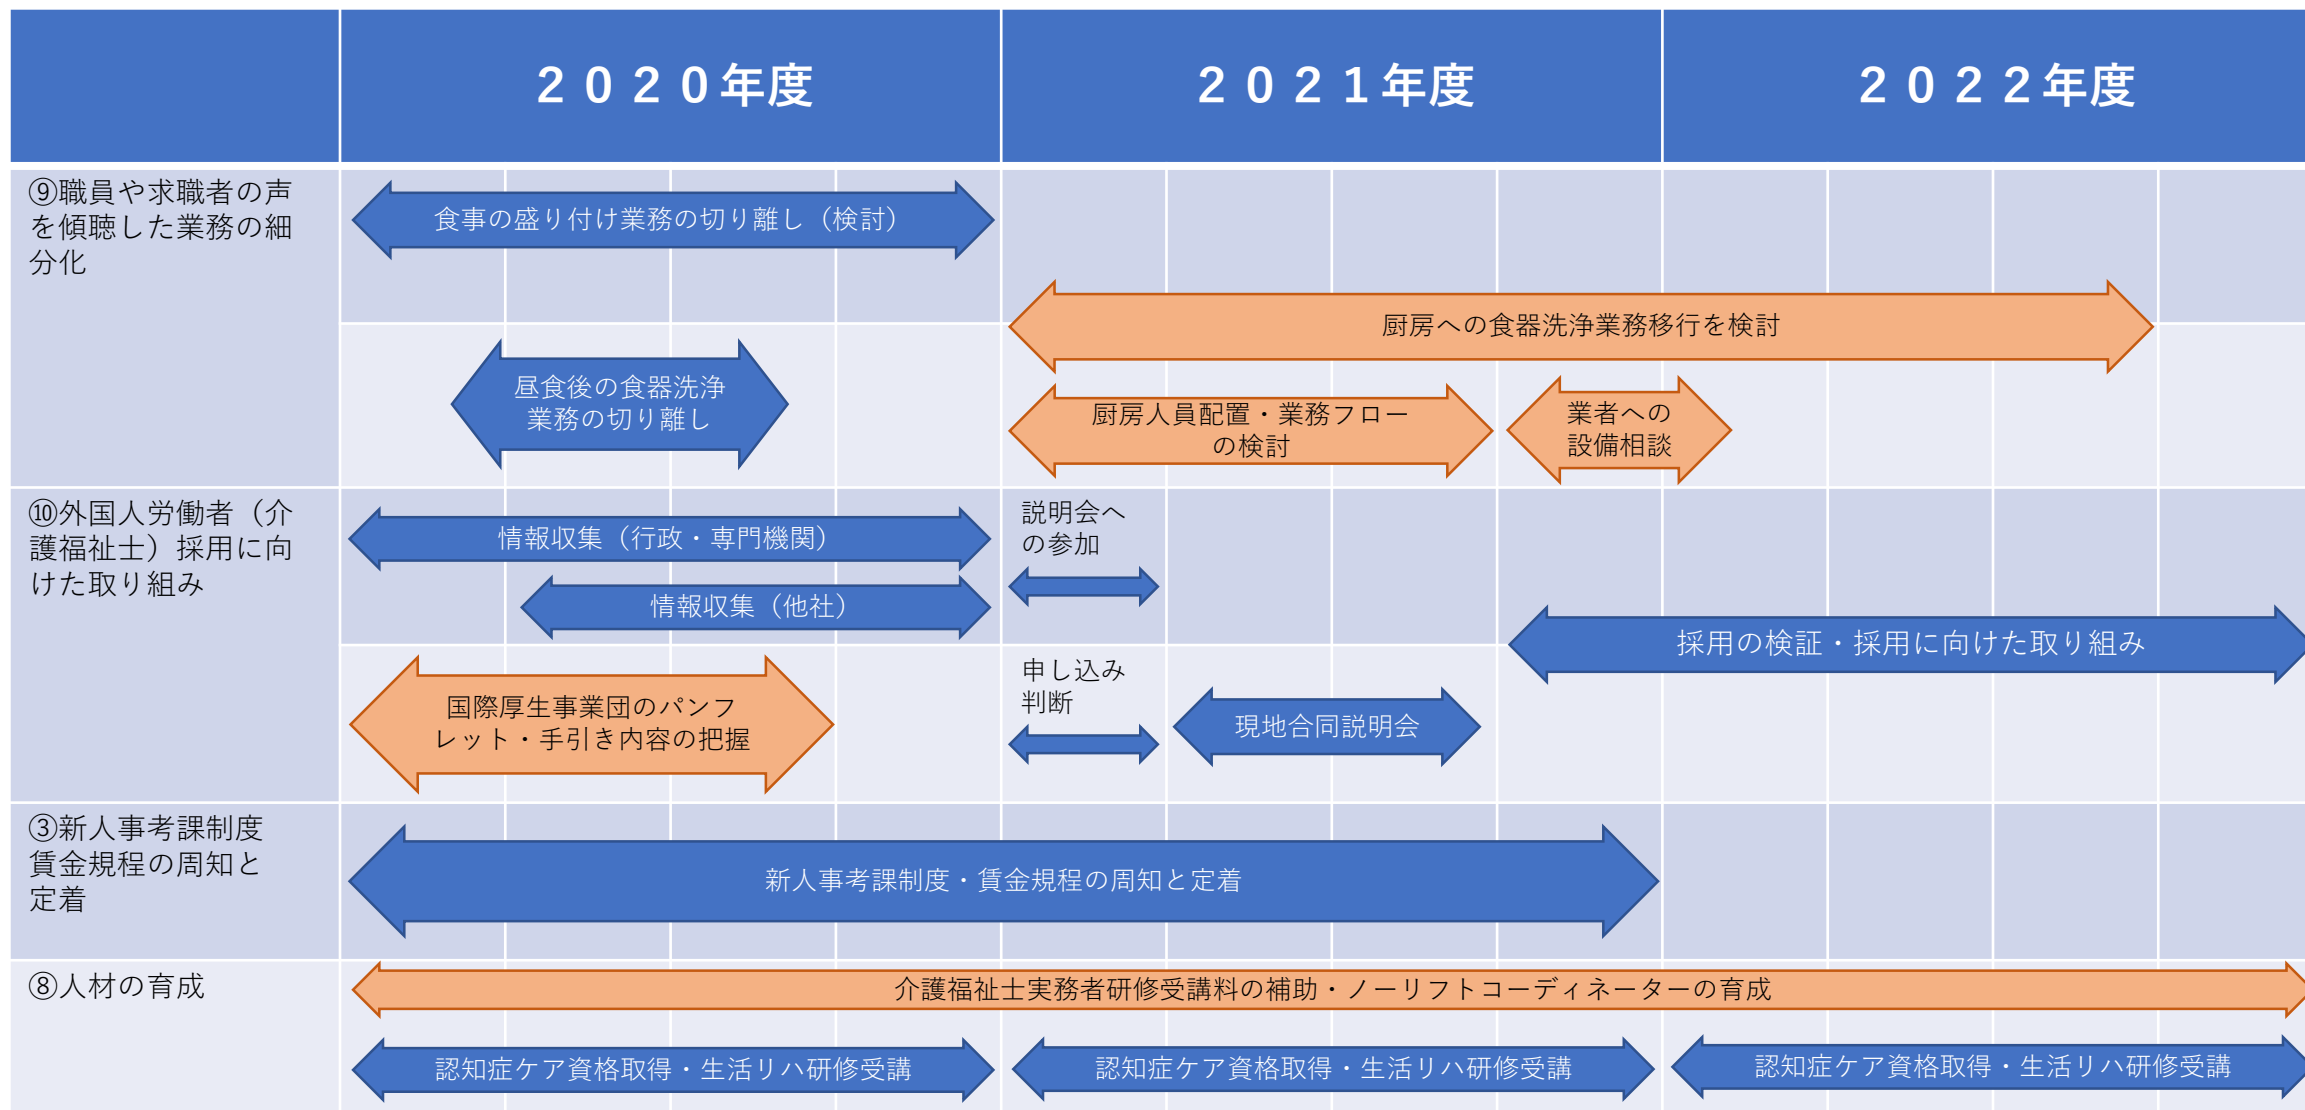 ２０２０年度
２０２１年度
２０２２年度
⑨職員や求職者の声
を傾聴した業務の細
分化
食事の盛り付け業務の切り離し（検討）
厨房への食器洗浄業務移行を検討
昼食後の食器洗浄
業務の切り離し
厨房人員配置・業務フロー
の検討
業者への
設備相談
⑩外国人労働者（介
護福祉士）採用に向
けた取り組み
情報収集（行政・専門機関）
情報収集（他社）
説明会へ
の参加
採用の検証・採用に向けた取り組み
国際厚生事業団のパンフ
レット・手引き内容の把握
申し込み
判断
現地合同説明会
③新人事考課制度
賃金規程の周知と
定着
新人事考課制度・賃金規程の周知と定着
⑧人材の育成
介護福祉士実務者研修受講料の補助・ノーリフトコーディネーターの育成
認知症ケア資格取得・生活リハ研修受講
認知症ケア資格取得・生活リハ研修受講
認知症ケア資格取得・生活リハ研修受講